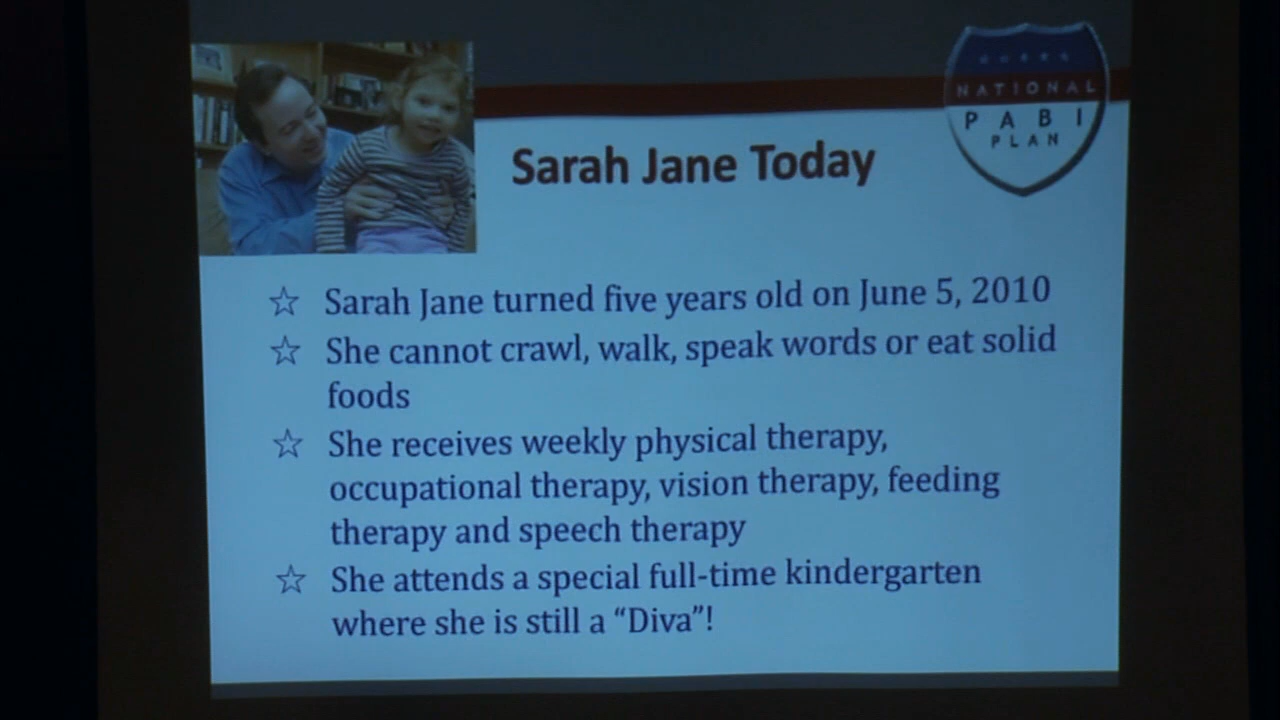 NATIONAL
PABI
PLAN
Sarah Jane Today
☆ Sarah Jane turned five years old on June 5, 2010
☆ She cannot crawl, walk, speak words or eat solid
foods
☆ She receives weekly physical therapy,
occupational therapy, vision therapy, feeding
therapy and speech therapy
☆ She attends a special full-time kindergarten
where she is still a “Diva”!